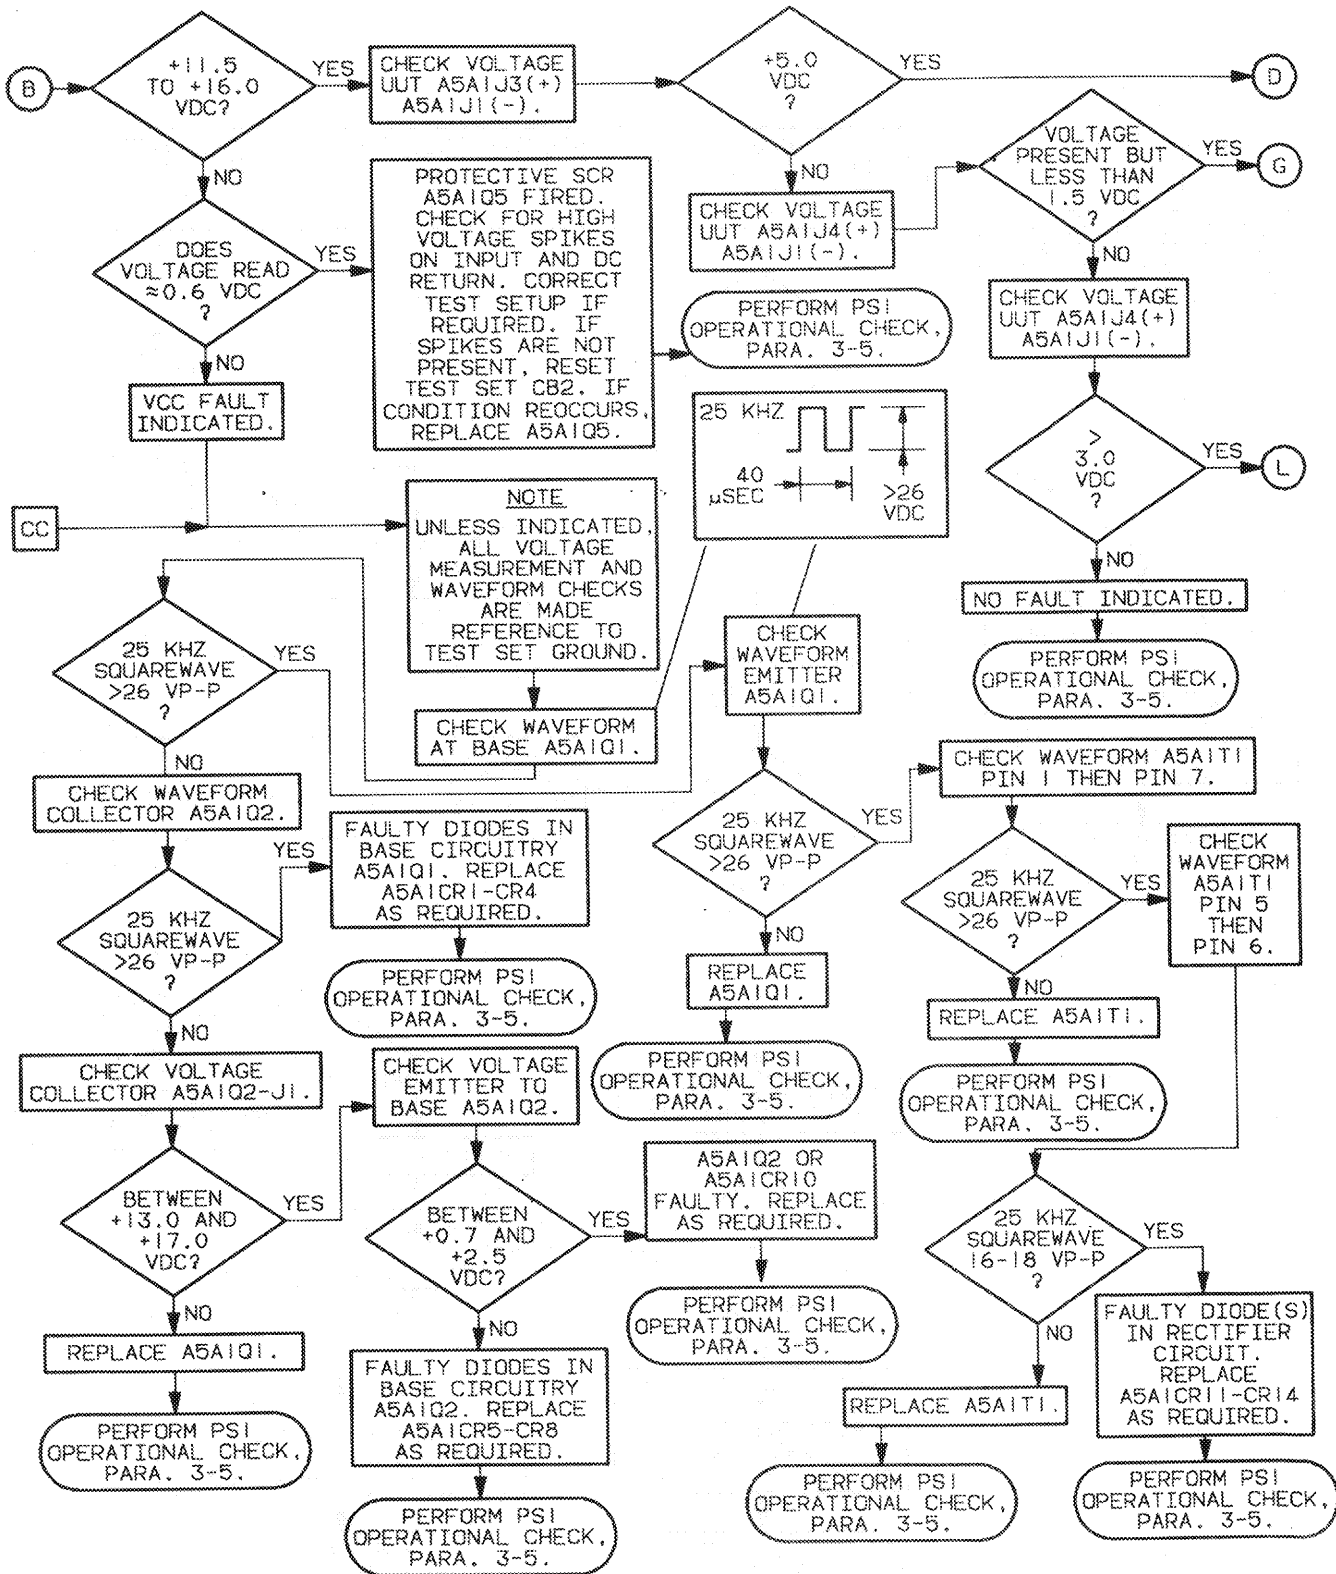 B
+11.5
TO +16.0
VDC?
YES
CHECK VOLTAGE
UUT A5A1J3(+)
A5A1J1(-).
+5.0
VDC
?
YES
D
NO
DOES
VOLTAGE READ
≈0.6 VDC
?
YES
PROTECTIVE SCR
A5A1Q5 FIRED.
CHECK FOR HIGH
VOLTAGE SPIKES
ON INPUT AND DC
RETURN. CORRECT
TEST SETUP IF
REQUIRED. IF
SPIKES ARE NOT
PRESENT, RESET
TEST SET CB2. IF
CONDITION REOCCURS,
REPLACE A5A1Q5.
PERFORM PS1
OPERATIONAL CHECK,
PARA. 3-5.
NO
CHECK VOLTAGE
UUT A5A1J4(+)
A5A1J1(-).
VOLTAGE
PRESENT BUT
LESS THAN
1.5 VDC
?
YES
G
NO
CHECK VOLTAGE
UUT A5A1J4(+)
A5A1J1(-).
>
3.0
VDC
?
YES
L
NO
NO FAULT INDICATED.
PERFORM PS1
OPERATIONAL CHECK,
PARA. 3-5.
NO
VCC FAULT
INDICATED.
CC
NOTE
UNLESS INDICATED,
ALL VOLTAGE
MEASUREMENT AND
WAVEFORM CHECKS
ARE MADE
REFERENCE TO
TEST SET GROUND.
CHECK WAVEFORM
AT BASE A5A1Q1.
25 KHZ
40
µSEC
>26
VDC
25 KHZ
SQUAREWAVE
>26 VP-P
?
YES
NO
CHECK WAVEFORM
COLLECTOR A5A1Q2.
25 KHZ
SQUAREWAVE
>26 VP-P
?
YES
FAULTY DIODES IN
BASE CIRCUITRY
A5A1Q1. REPLACE
A5A1CR1-CR4
AS REQUIRED.
PERFORM PS1
OPERATIONAL CHECK,
PARA. 3-5.
NO
CHECK VOLTAGE
COLLECTOR A5A1Q2-J1.
BETWEEN
+13.0 AND
+17.0
VDC?
YES
NO
REPLACE A5A1Q1.
PERFORM PS1
OPERATIONAL CHECK,
PARA. 3-5.
CHECK VOLTAGE
EMITTER TO
BASE A5A1Q2.
BETWEEN
+0.7 AND
+2.5
VDC?
YES
A5A1Q2 OR
A5A1CR10
FAULTY. REPLACE
AS REQUIRED.
PERFORM PS1
OPERATIONAL CHECK,
PARA. 3-5.
NO
FAULTY DIODES IN
BASE CIRCUITRY
A5A1Q2. REPLACE
A5A1CR5-CR8
AS REQUIRED.
PERFORM PS1
OPERATIONAL CHECK,
PARA. 3-5.
CHECK
WAVEFORM
EMITTER
A5A1Q1.
25 KHZ
SQUAREWAVE
>26 VP-P
?
YES
NO
REPLACE
A5A1Q1.
PERFORM PS1
OPERATIONAL CHECK,
PARA. 3-5.
CHECK WAVEFORM A5A1T1
PIN 1 THEN PIN 7.
25 KHZ
SQUAREWAVE
>26 VP-P
?
YES
NO
REPLACE A5A1T1.
PERFORM PS1
OPERATIONAL CHECK,
PARA. 3-5.
CHECK
WAVEFORM
A5A1T1
PIN 5
THEN
PIN 6.
25 KHZ
SQUAREWAVE
16-18 VP-P
?
YES
NO
REPLACE A5A1T1.
PERFORM PS1
OPERATIONAL CHECK,
PARA. 3-5.
FAULTY DIODE(S)
IN RECTIFIER
CIRCUIT.
REPLACE
A5A1CR11-CR14
AS REQUIRED.
PERFORM PS1
OPERATIONAL CHECK,
PARA. 3-5.